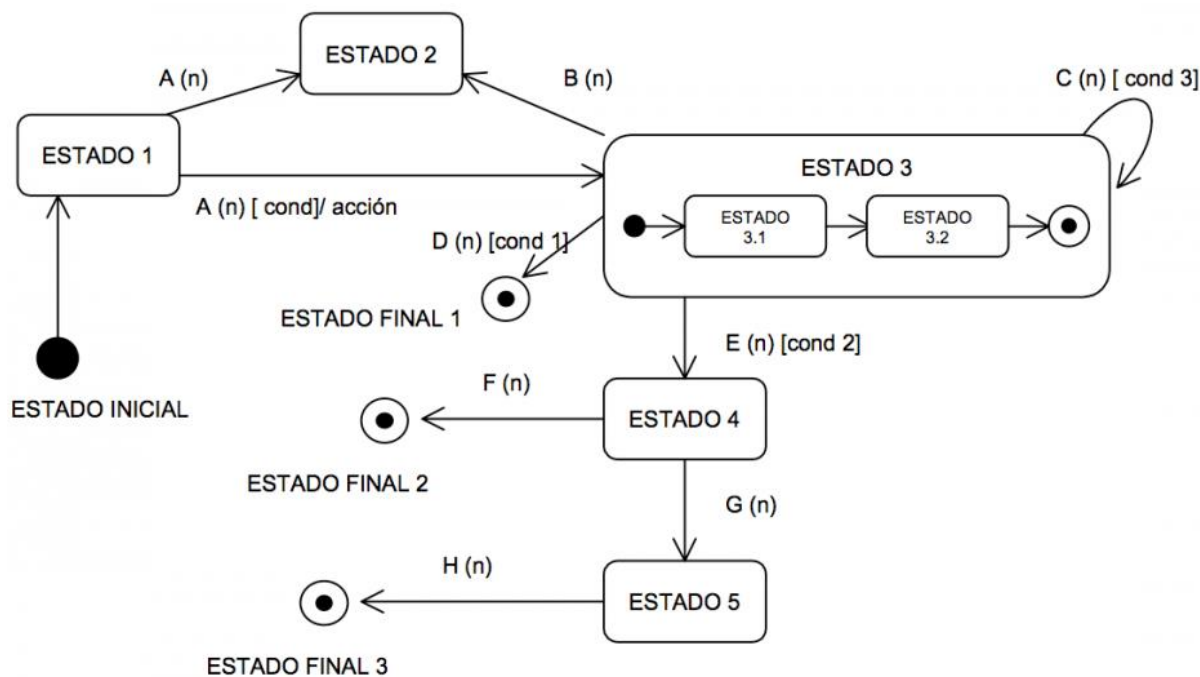 ESTADO 2
A (n)
B (n)
C (n) [ cond 3]
ESTADO 1
ESTADO 3
A (n) [ cond]/ acción
ESTADO
3.1
ESTADO
3.2
D (n) [cond 1]
ESTADO FINAL 1
E (n) [cond 2]
ESTADO INICIAL
F (n)
ESTADO 4
ESTADO FINAL 2
G (n)
H (n)
ESTADO 5
ESTADO FINAL 3